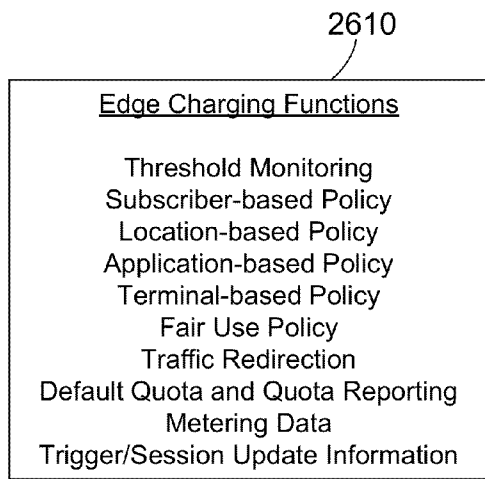 2610
Edge Charging Functions
Threshold Monitoring
Subscriber-based Policy
Location-based Policy
Application-based Policy
Terminal-based Policy
Fair Use Policy
Traffic Redirection
Default Quota and Quota Reporting
Metering Data
Trigger/Session Update Information